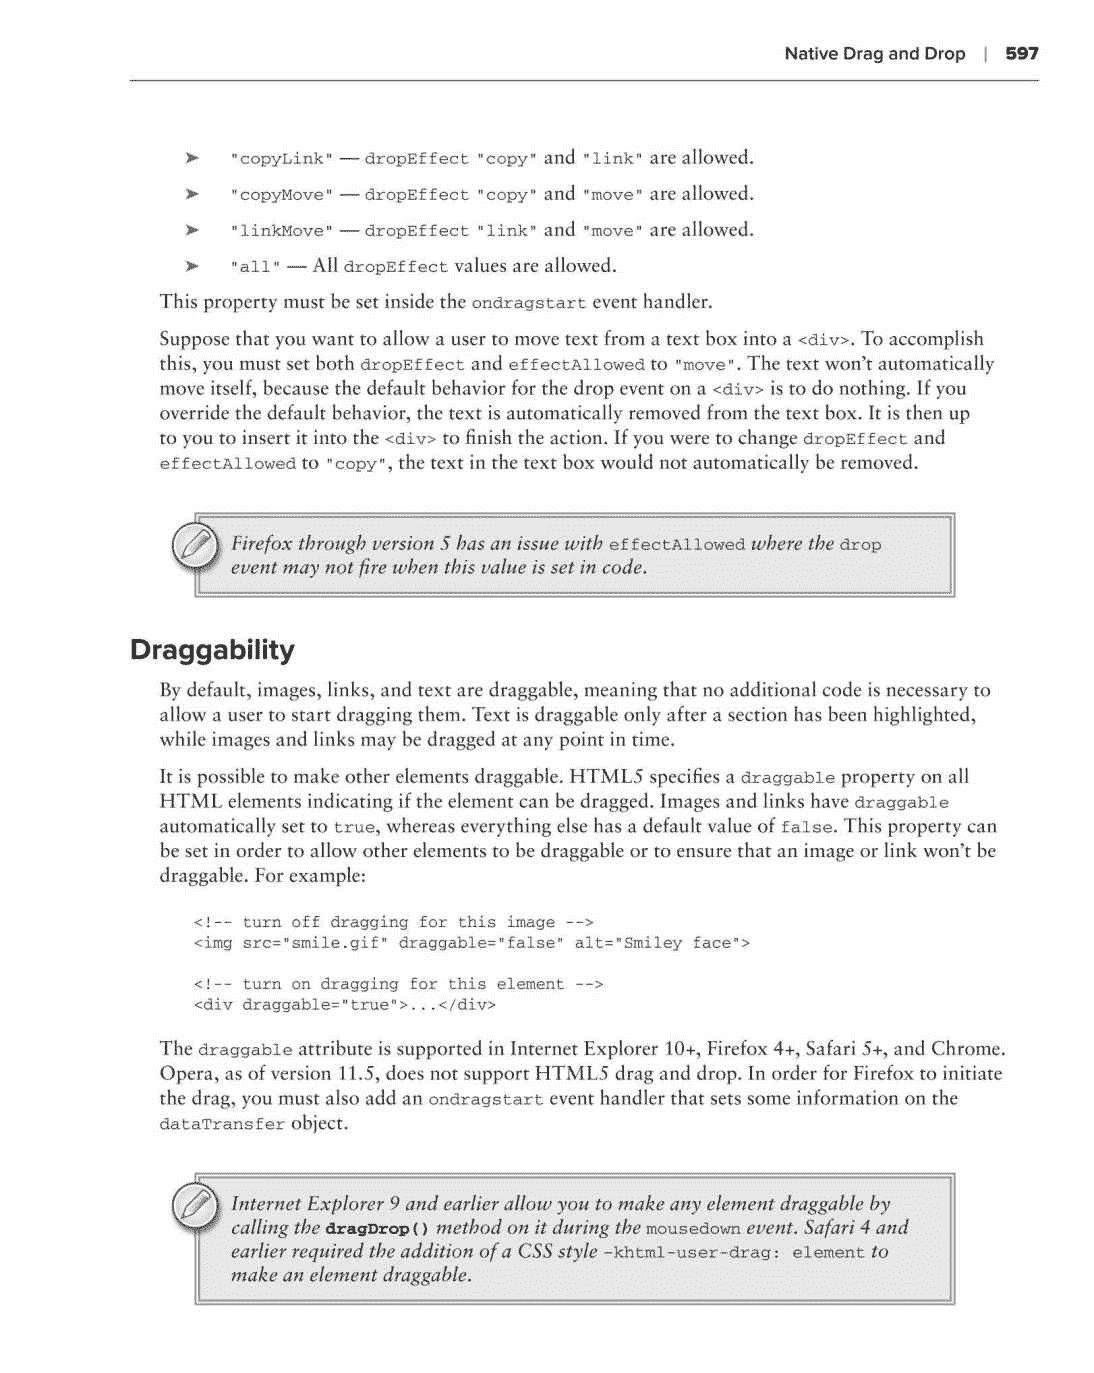 Native Drag and Drop | 597
➤ "copyLink" — dropEffect "copy" and "link" are allowed.
➤ "copyMove" — dropEffect "copy" and "move" are allowed.
➤ "linkMove" — dropEffect "link" and "move" are allowed.
➤ "all" — All dropEffect values are allowed.
This property must be set inside the ondragstart event handler.
Suppose that you want to allow a user to move text from a text box into a <div>. To accomplish
this, you must set both dropEffect and effectAllowed to "move". The text won't automatically
move itself, because the default behavior for the drop event on a <div> is to do nothing. If you
override the default behavior, the text is automatically removed from the text box. It is then up
to you to insert it into the <div> to finish the action. If you were to change dropEffect and
effectAllowed to "copy", the text in the text box would not automatically be removed.
Firefox through version 5 has an issue with effectAllowed where the drop
event may not fire when this value is set in code.
Draggability
By default, images, links, and text are draggable, meaning that no additional code is necessary to
allow a user to start dragging them. Text is draggable only after a section has been highlighted,
while images and links may be dragged at any point in time.
It is possible to make other elements draggable. HTML5 specifies a draggable property on all
HTML elements indicating if the element can be dragged. Images and links have draggable
automatically set to true, whereas everything else has a default value of false. This property can
be set in order to allow other elements to be draggable or to ensure that an image or link won't be
draggable. For example:
<!-- turn off dragging for this image -->
<img src="smile.gif" draggable="false" alt="Smiley face">
<!-- turn on dragging for this element -->
<div draggable="true">...</div>
The draggable attribute is supported in Internet Explorer 10+, Firefox 4+, Safari 5+, and Chrome.
Opera, as of version 11.5, does not support HTML5 drag and drop. In order for Firefox to initiate
the drag, you must also add an ondragstart event handler that sets some information on the
dataTransfer object.
Internet Explorer 9 and earlier allow you to make any element draggable by
calling the dragDrop() method on it during the mousedown event. Safari 4 and
earlier required the addition of a CSS style -khtml-user-drag: element to
make an element draggable.